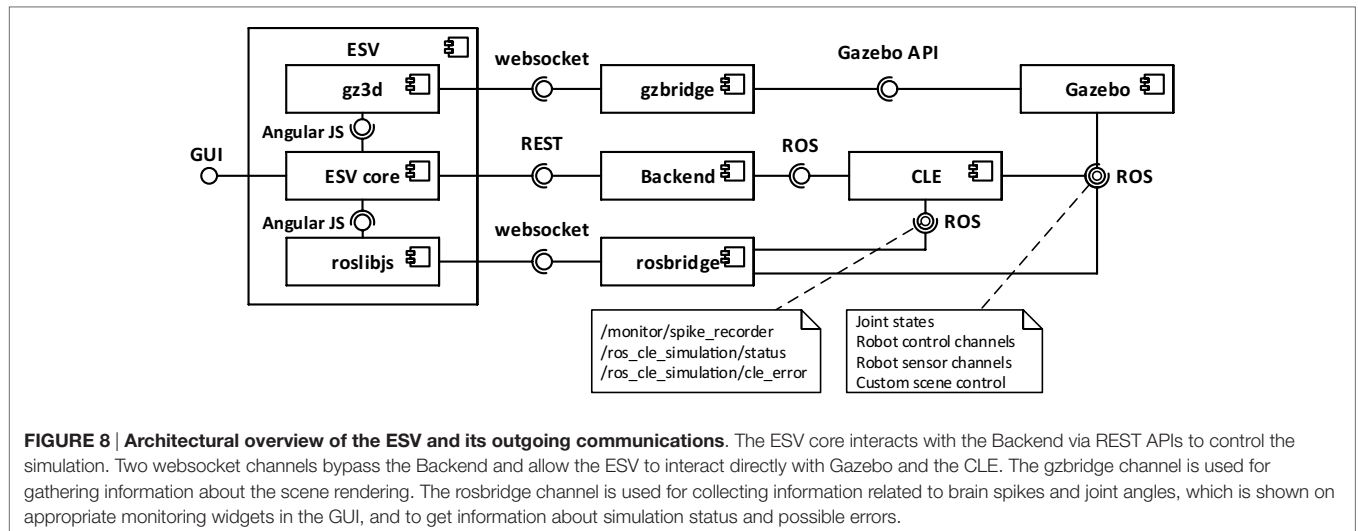 ESV
websocket
Gazebo API
gz3d
gzbridge
Gazebo
Angular JS
GUI
REST
ROS
ESV core
Backend
CLE
ROS
Angular JS
websocket
ROS
roslibjs
rosbridge
/monitor/spike_recorder
/ros_cle_simulation/status
/ros_cle_simulation/cle_error
Joint states
Robot control channels
Robot sensor channels
Custom scene control
FIGURE 8 | Architectural overview of the ESV and its outgoing communications. The ESV core interacts with the Backend via REST APIs to control the
simulation. Two websocket channels bypass the Backend and allow the ESV to interact directly with Gazebo and the CLE. The gzbridge channel is used for
gathering information about the scene rendering. The rosbridge channel is used for collecting information related to brain spikes and joint angles, which is shown on
appropriate monitoring widgets in the GUI, and to get information about simulation status and possible errors.